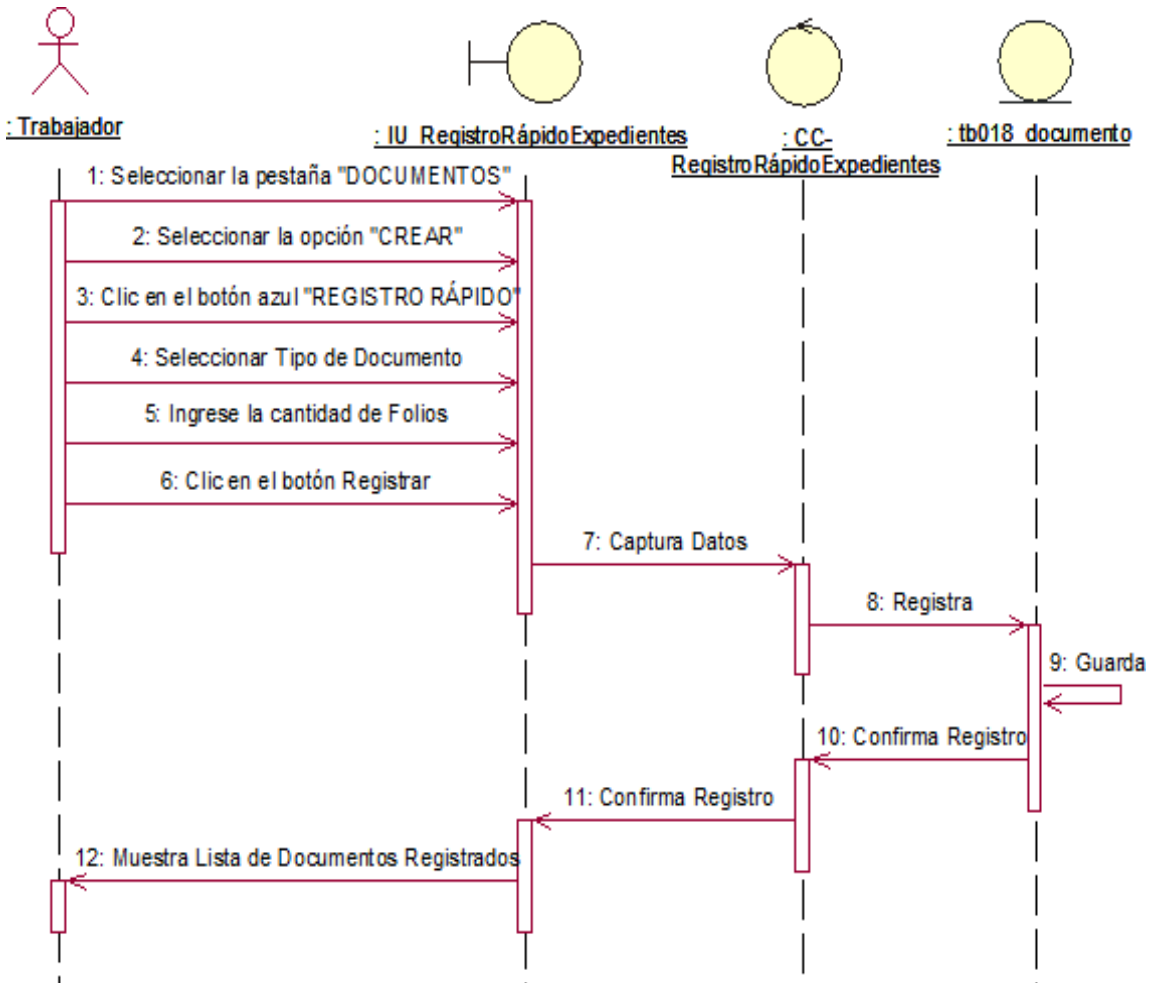 : Trabajador
: IU_RegistroRápidoExpedientes
: CC-
RegistroRápidoExpedientes
: tb018_documento
1: Seleccionar la pestaña "DOCUMENTOS"
2: Seleccionar la opción "CREAR"
3: Clic en el botón azul "REGISTRO RÁPIDO"
4: Seleccionar Tipo de Documento
5: Ingrese la cantidad de Folios
6: Clic en el botón Registrar
7: Captura Datos
8: Registra
9: Guarda
10: Confirma Registro
11: Confirma Registro
12: Muestra Lista de Documentos Registrados